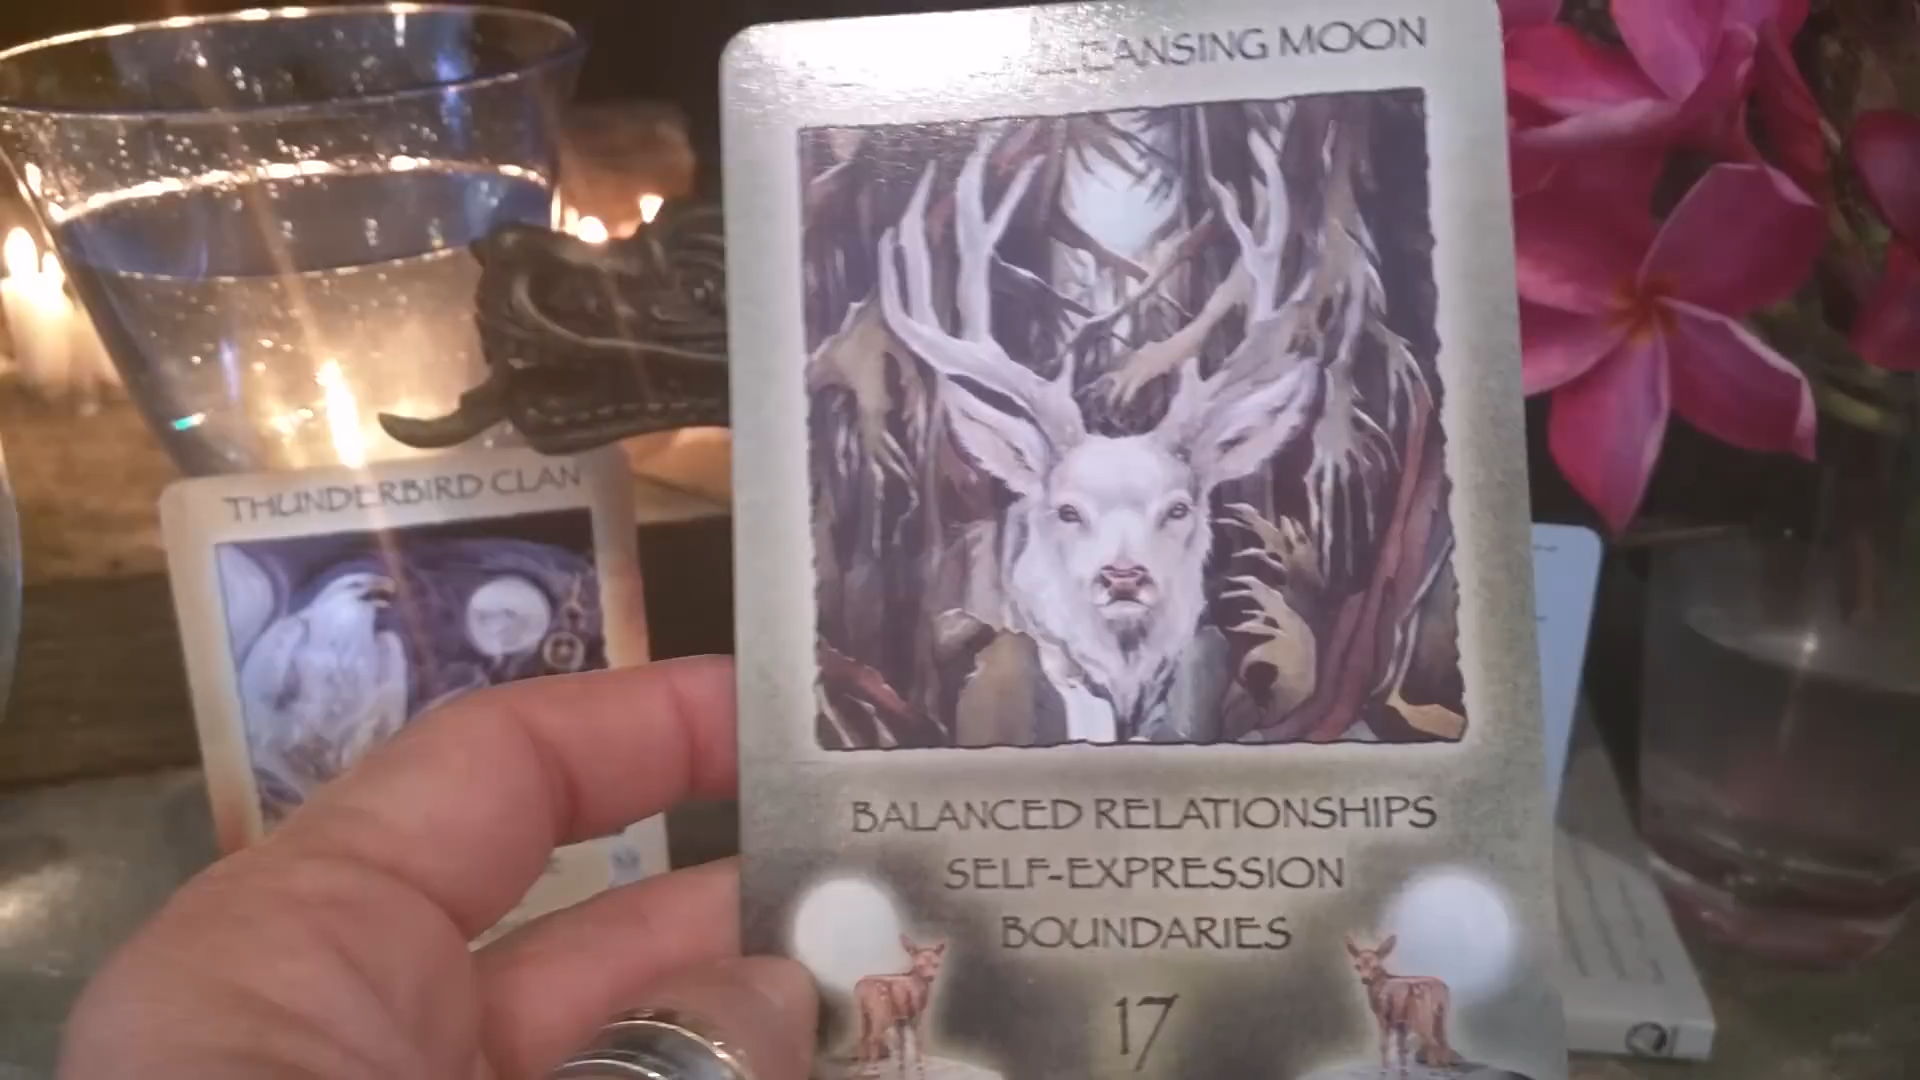 CLEANSING MOON
THUNDERBIRD CLAN
BALANCED RELATIONSHIPS
SELF-EXPRESSION
BOUNDARIES
17